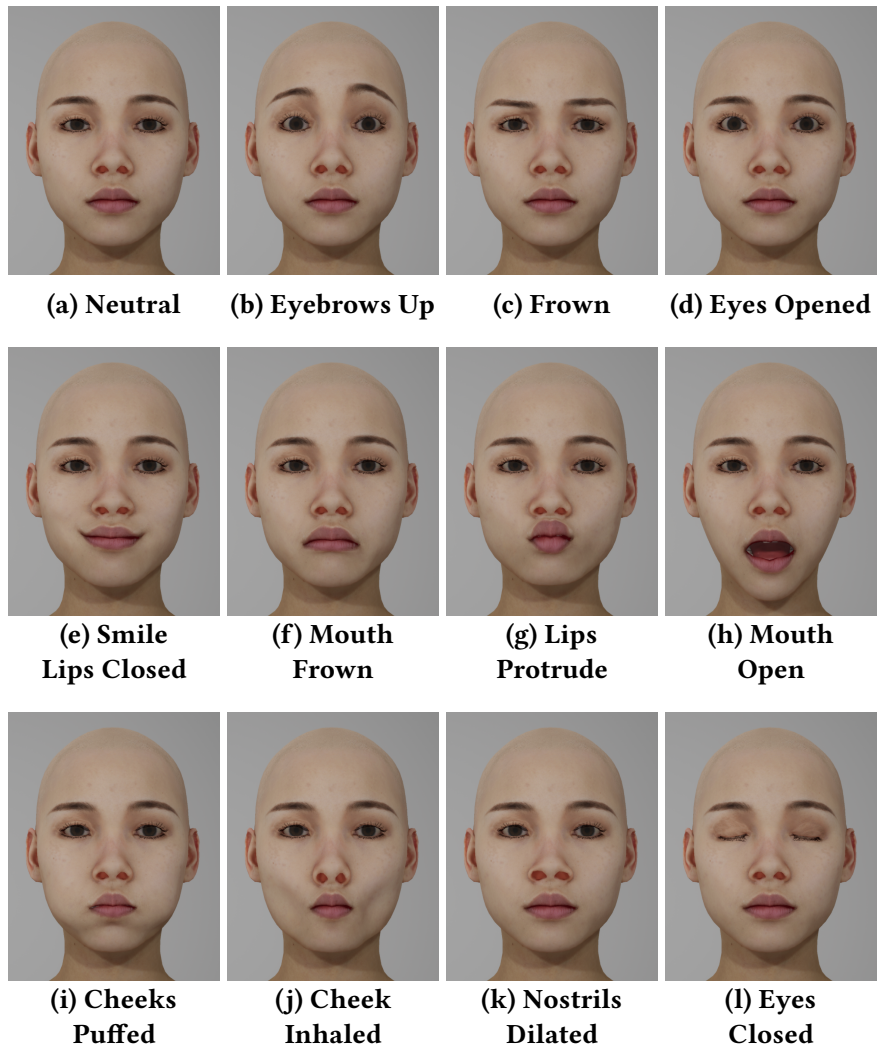 (a) Neutral
(b) Eyebrows Up
(c) Frown
(d) Eyes Opened
(e) Smile
Lips Closed
(f) Mouth
Frown
(g) Lips
Protrude
(h) Mouth
Open
(i) Cheeks
Puffed
(j) Cheek
Inhaled
(k) Nostrils
Dilated
(l) Eyes
Closed